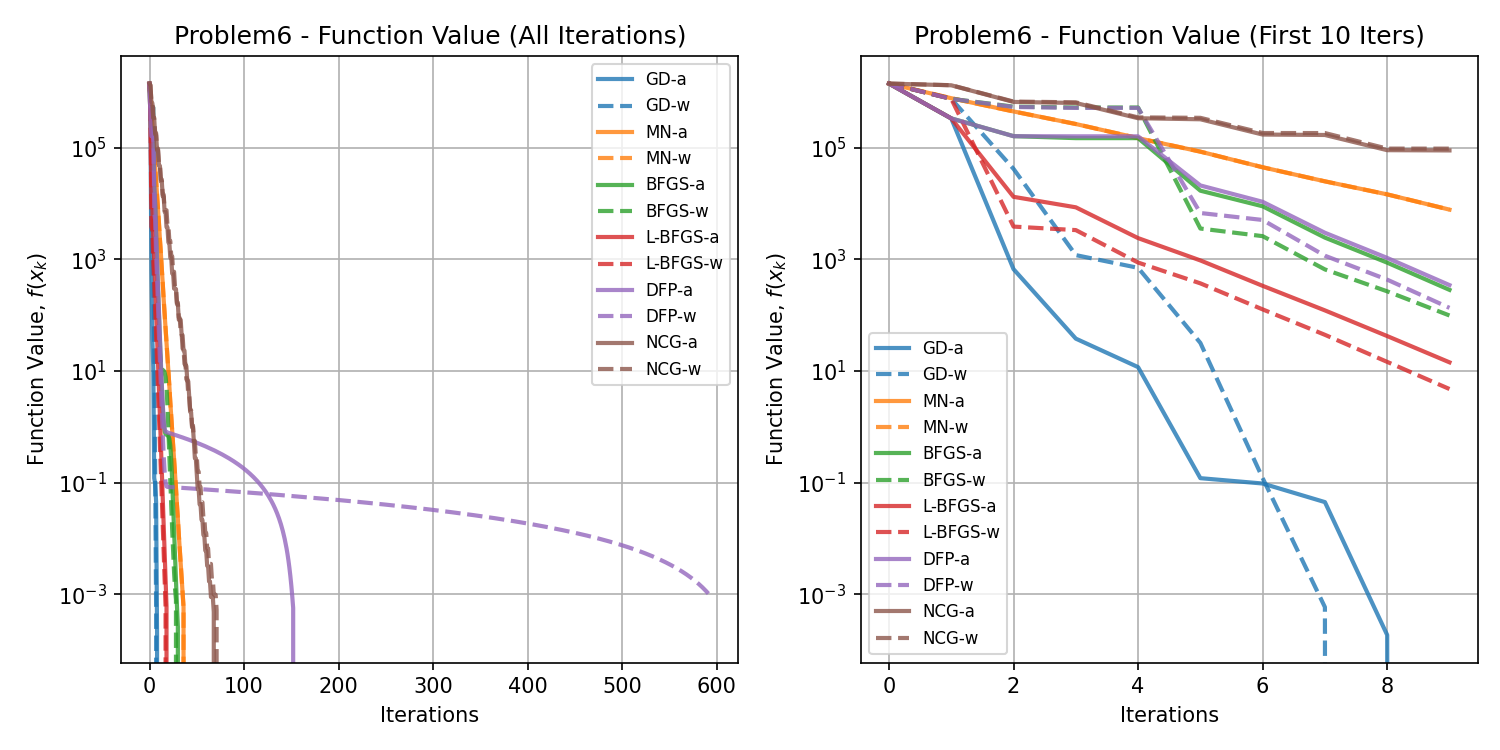 Problem6 - Function Value (All Iterations)
Function Value, f(x_k)
10^5
10^3
10^1
10^−1
10^−3
0
100
200
300
400
500
600
Iterations
GD-a
GD-w
MN-a
MN-w
BFGS-a
BFGS-w
L-BFGS-a
L-BFGS-w
DFP-a
DFP-w
NCG-a
NCG-w
Problem6 - Function Value (First 10 Iters)
Function Value, f(x_k)
10^5
10^3
10^1
10^−1
10^−3
0
2
4
6
8
Iterations
GD-a
GD-w
MN-a
MN-w
BFGS-a
BFGS-w
L-BFGS-a
L-BFGS-w
DFP-a
DFP-w
NCG-a
NCG-w